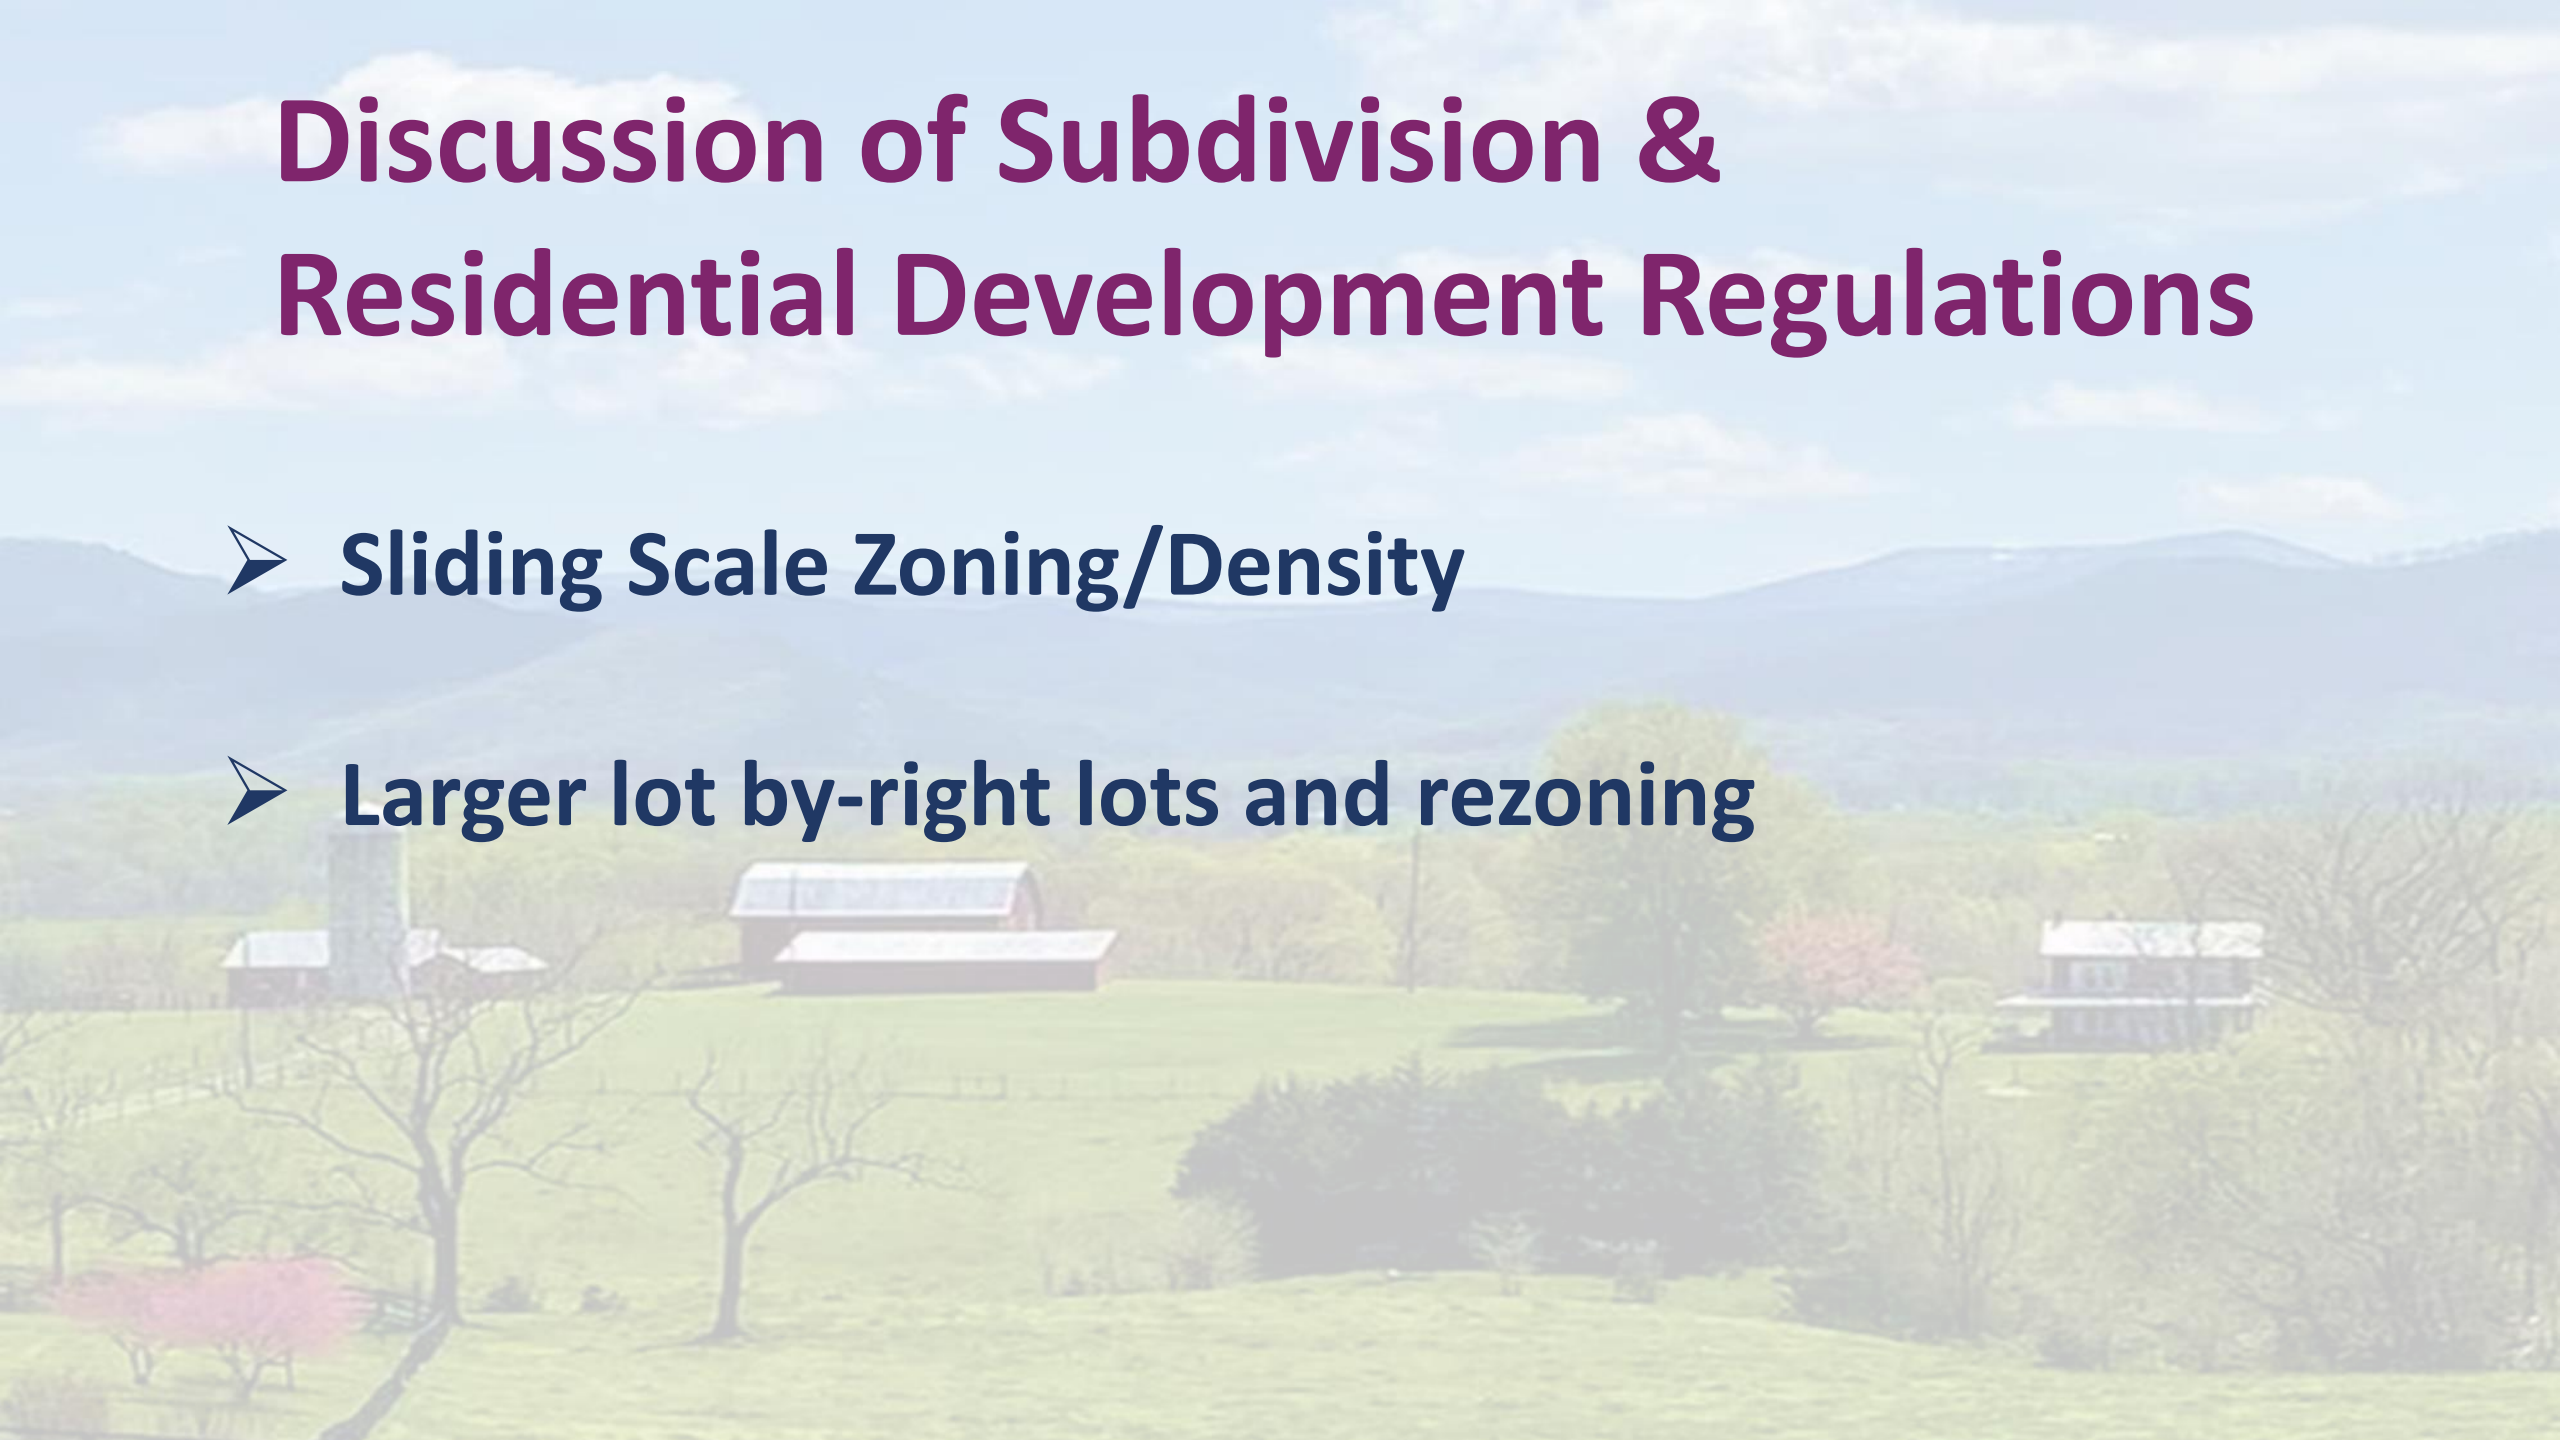 Discussion of Subdivision &
Residential Development Regulations
➢ Sliding Scale Zoning/Density
➢ Larger lot by-right lots and rezoning